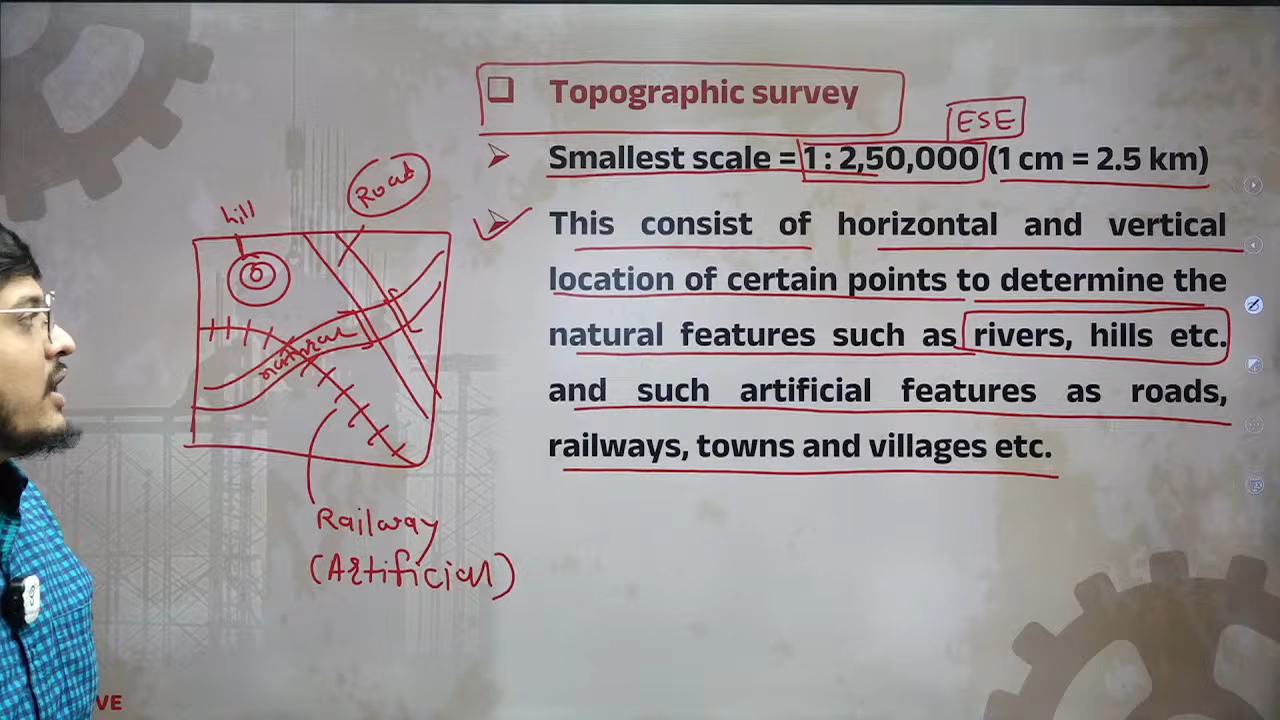 Topographic survey
ESE
Smallest scale = 1 : 2,50,000 (1 cm = 2.5 km)
This consist of horizontal and vertical
location of certain points to determine the
natural features such as rivers, hills etc.
and such artificial features as roads,
railways, towns and villages etc.
Road
hill
Railway
(Artificial)
VE